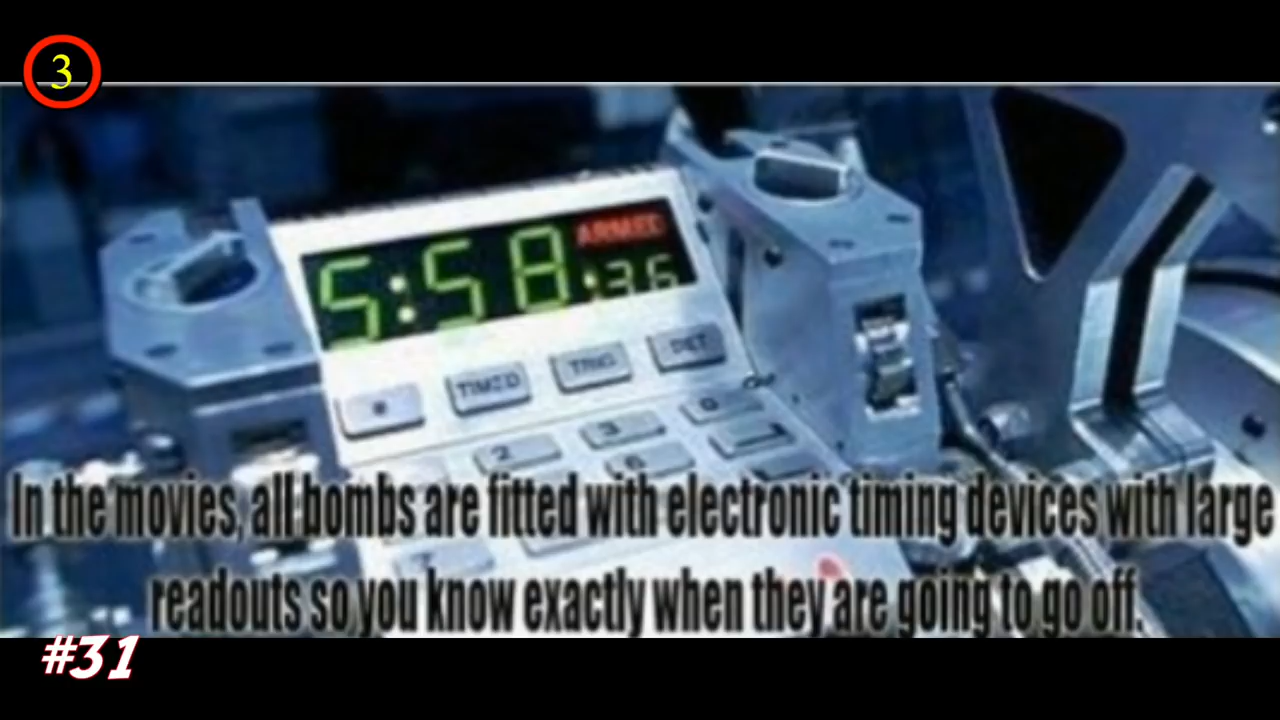 3
ARMED
5:58:36
TIMED TRIG
2 3
6
In the movies, all bombs are fitted with electronic timing devices with large
readouts so you know exactly when they are going to go off.
#31